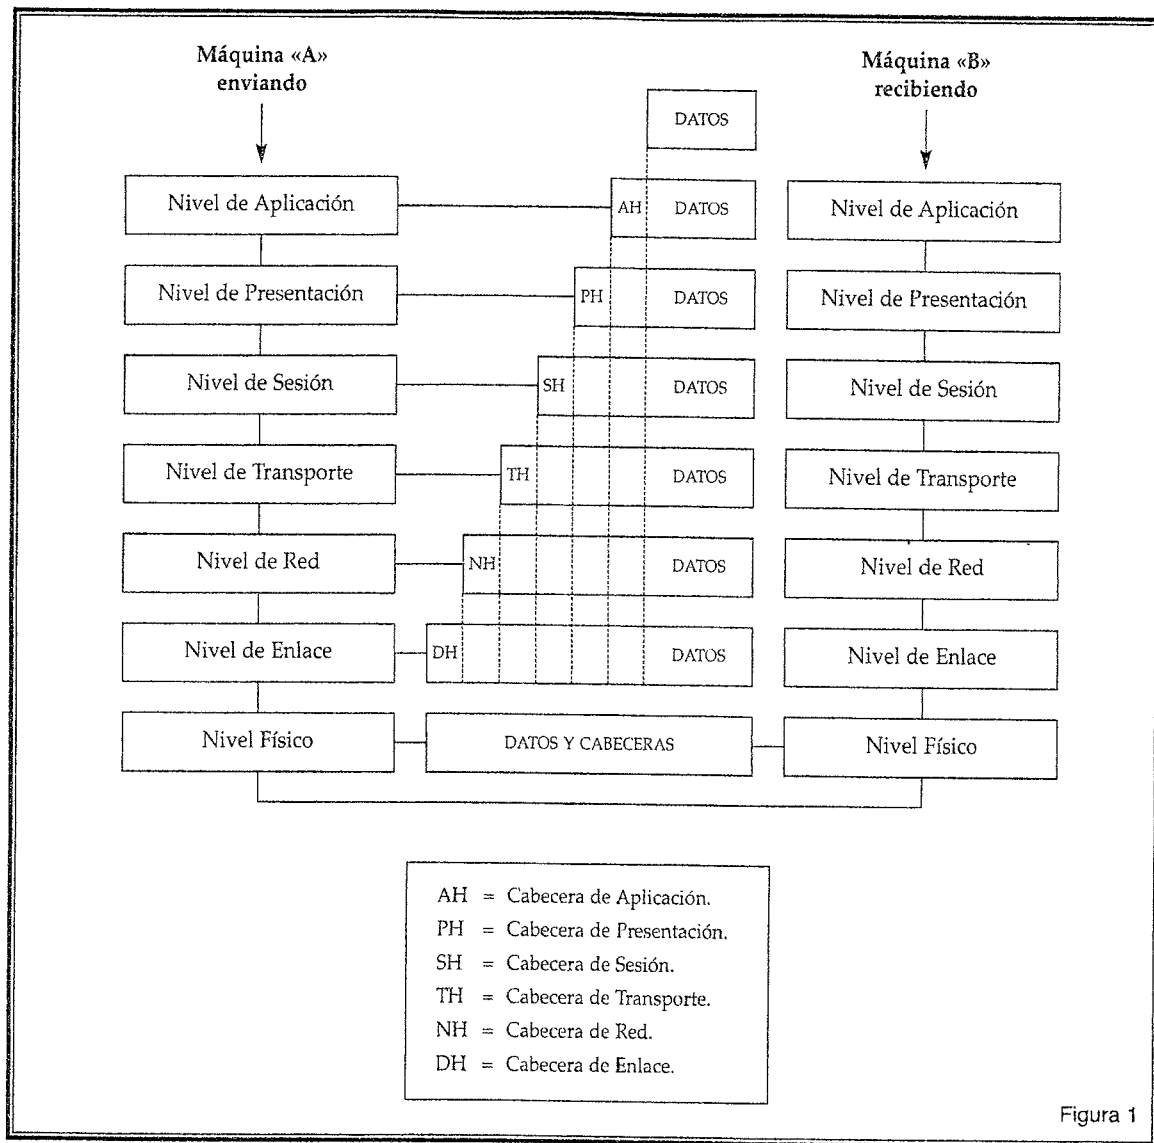 Máquina «A»
enviando
Máquina «B»
recibiendo
DATOS
Nivel de Aplicación
AH DATOS
Nivel de Aplicación
Nivel de Presentación
PH DATOS
Nivel de Presentación
Nivel de Sesión
SH DATOS
Nivel de Sesión
Nivel de Transporte
TH DATOS
Nivel de Transporte
Nivel de Red
NH DATOS
Nivel de Red
Nivel de Enlace
DH DATOS
Nivel de Enlace
Nivel Físico
DATOS Y CABECERAS
Nivel Físico
AH = Cabecera de Aplicación.
PH = Cabecera de Presentación.
SH = Cabecera de Sesión.
TH = Cabecera de Transporte.
NH = Cabecera de Red.
DH = Cabecera de Enlace.
Figura 1